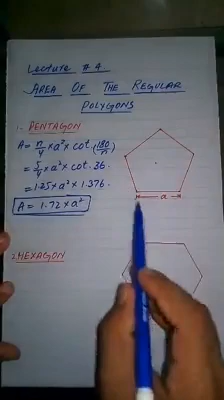 Lecture # 4.
AREA OF THE REGULAR
POLYGONS
1- PENTAGON
A = n/4 × a² × cot (180/n)
= 5/4 × a² × cot 36.
= 1.25 × a² × 1.376.
A = 1.72 × a²
a
2. HEXAGON